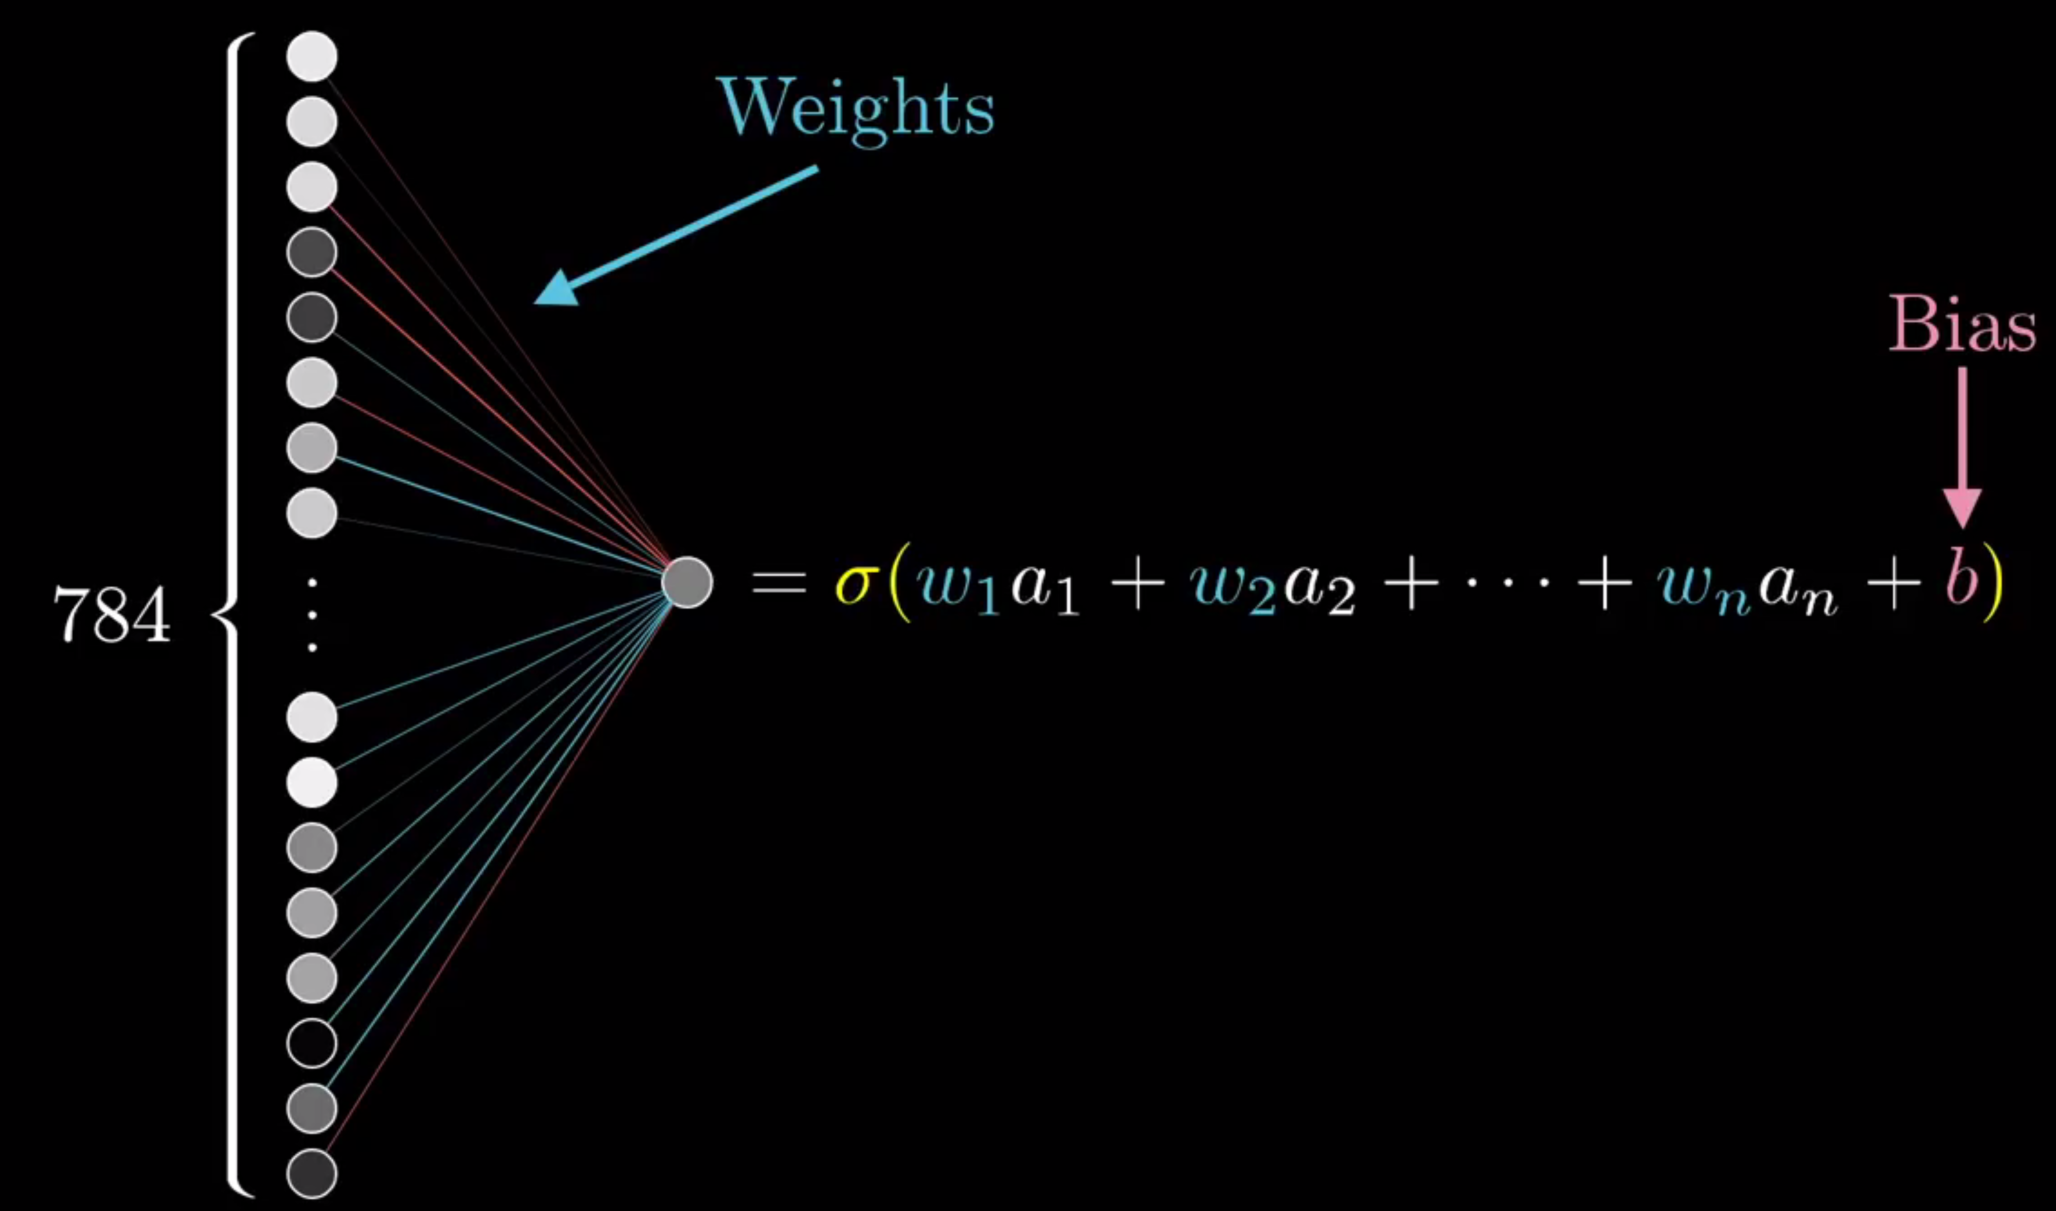 Weights
Bias
784
= σ(w₁a₁ + w₂a₂ + ⋯ + wₙaₙ + b)